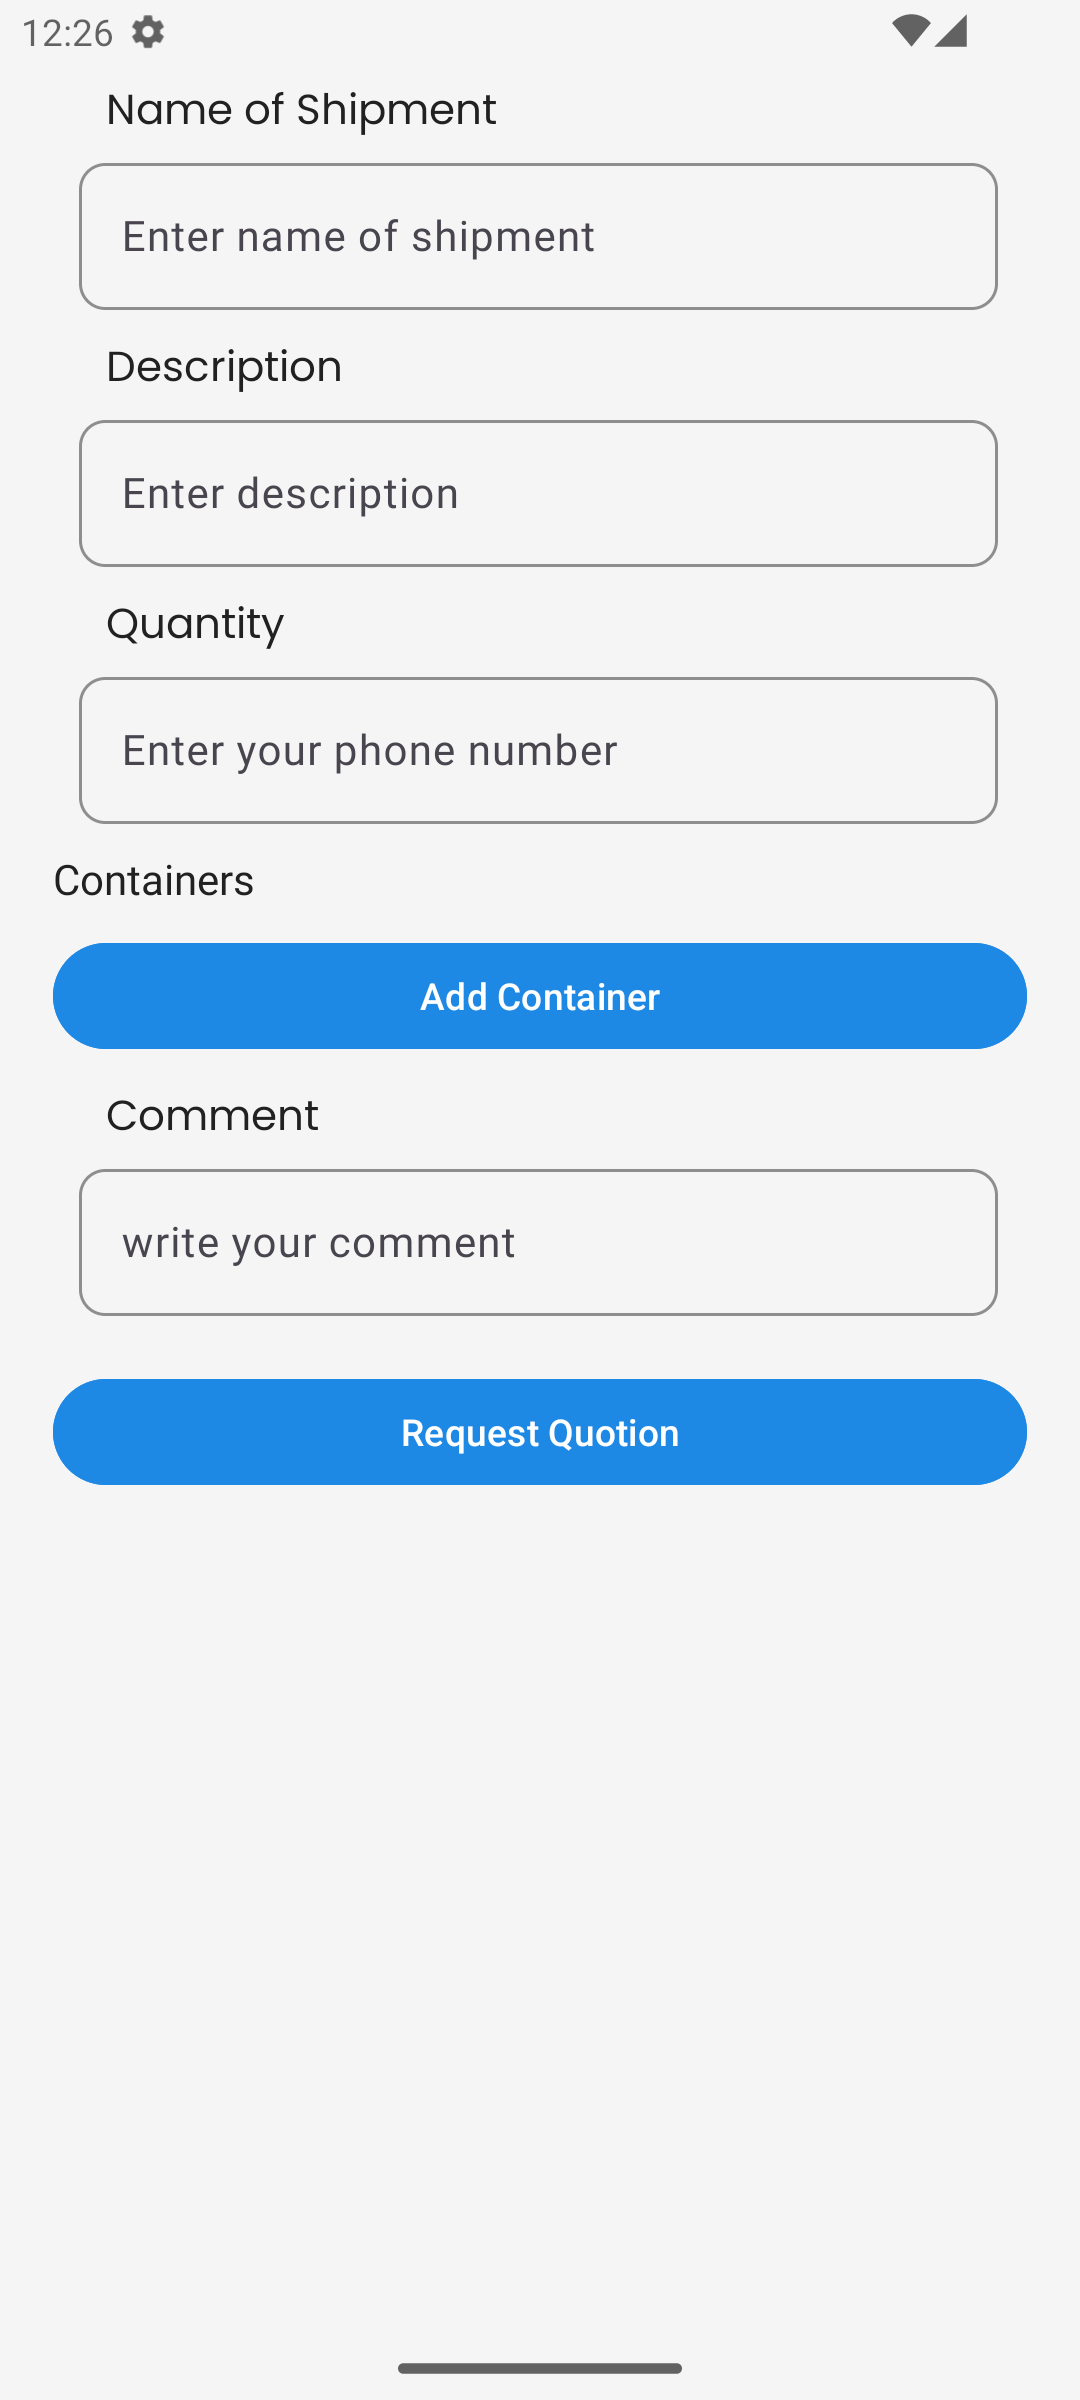 12:26
Name of Shipment
Enter name of shipment
Description
Enter description
Quantity
Enter your phone number
Containers
Add Container
Comment
write your comment
Request Quotion